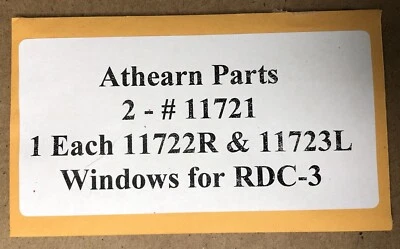 Athearn Parts
2 - # 11721
1 Each 11722R & 11723L
Windows for RDC-3